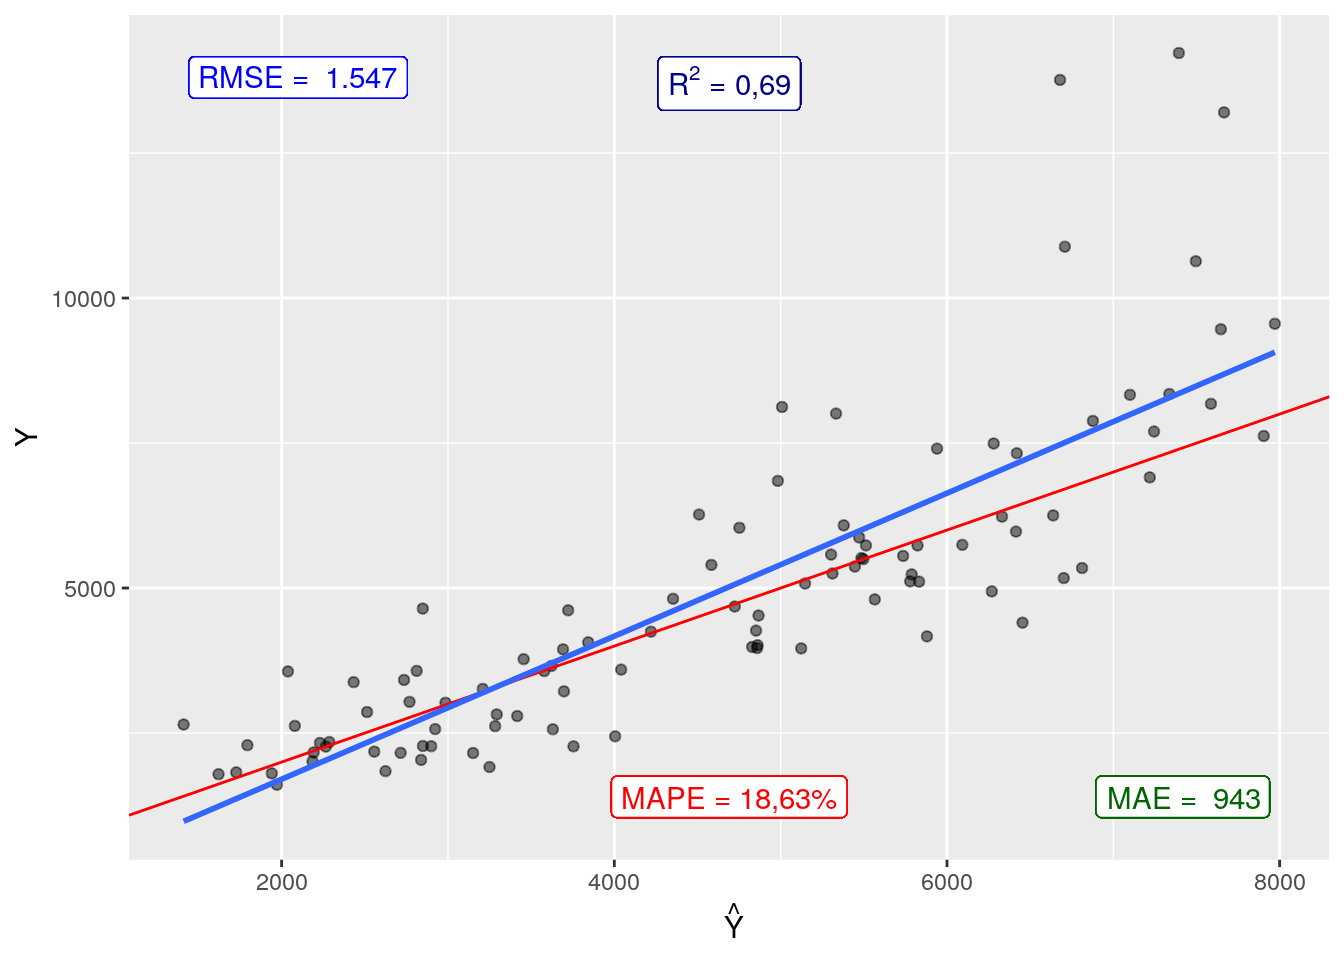 RMSE =  1.547
R² = 0,69
10000
Y
5000
MAPE = 18,63%
MAE =  943
2000
4000
6000
8000
Ŷ